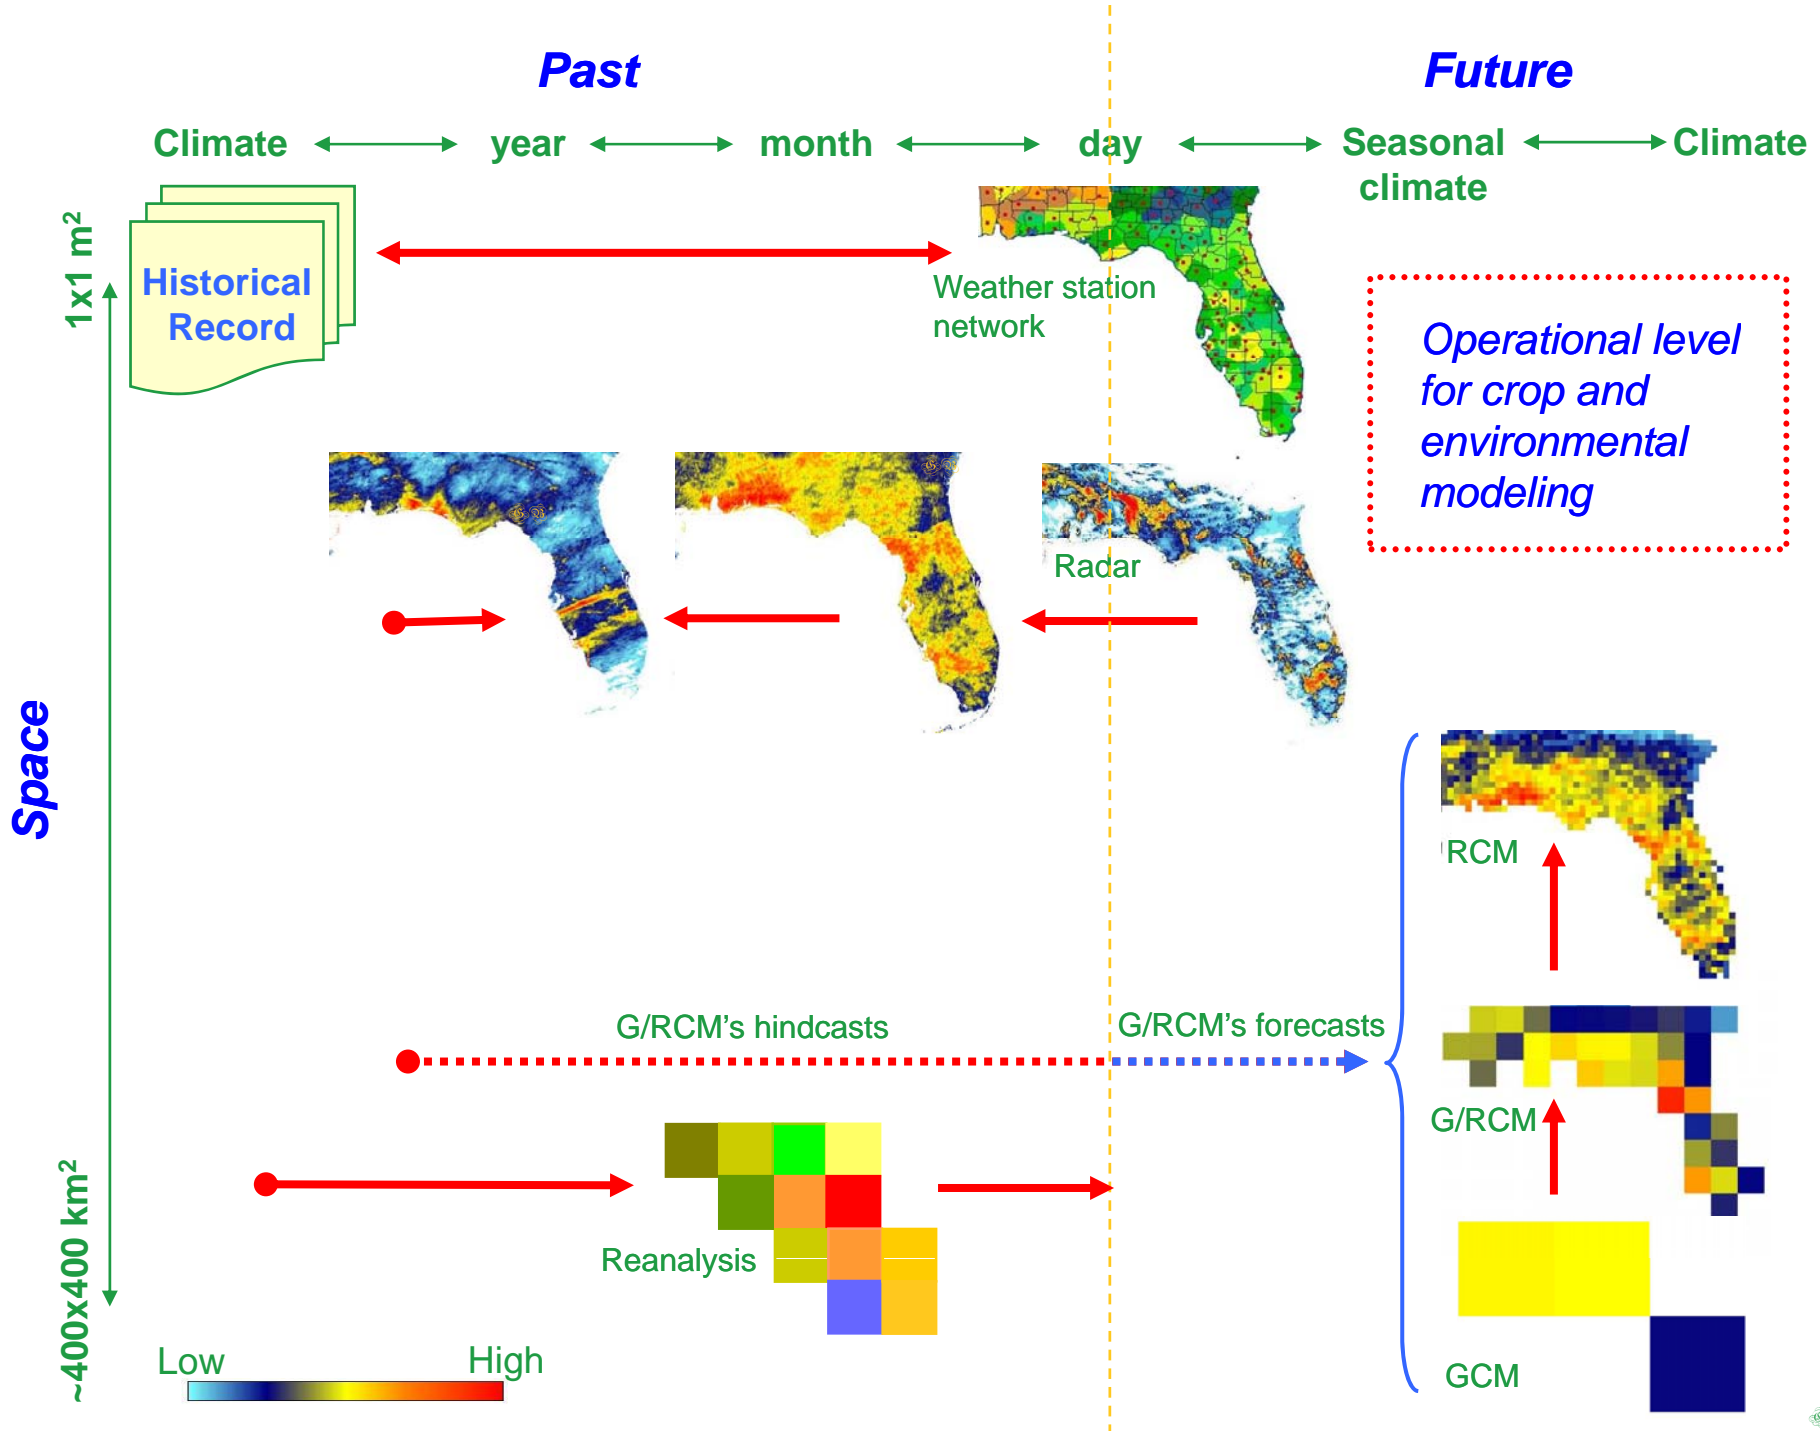 Past
Future
Climate
year
month
day
Seasonal
climate
Climate
1x1 m²
Historical
Record
Weather station
network
Operational level
for crop and
environmental
modeling
Radar
Space
RCM
G/RCM's hindcasts
G/RCM's forecasts
G/RCM
Reanalysis
~400x400 km²
Low
High
GCM